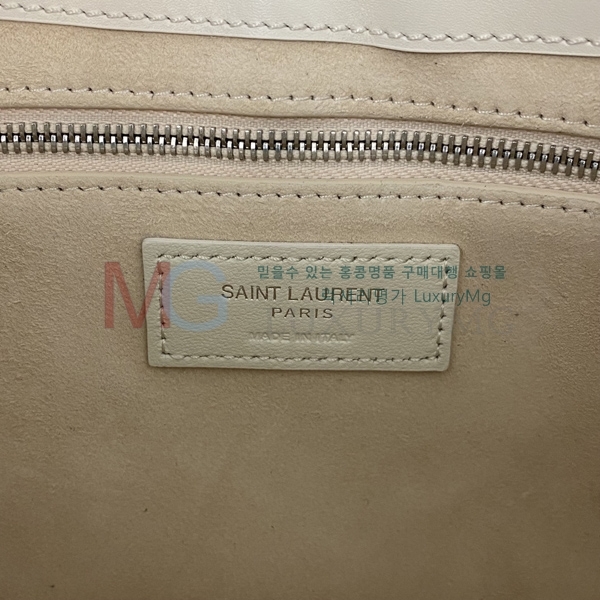 믿을수 있는 홍콩명품 구매대행 쇼핑몰
MG
LuxuryMg
SAINT LAURENT
PARIS
MADE IN ITALY